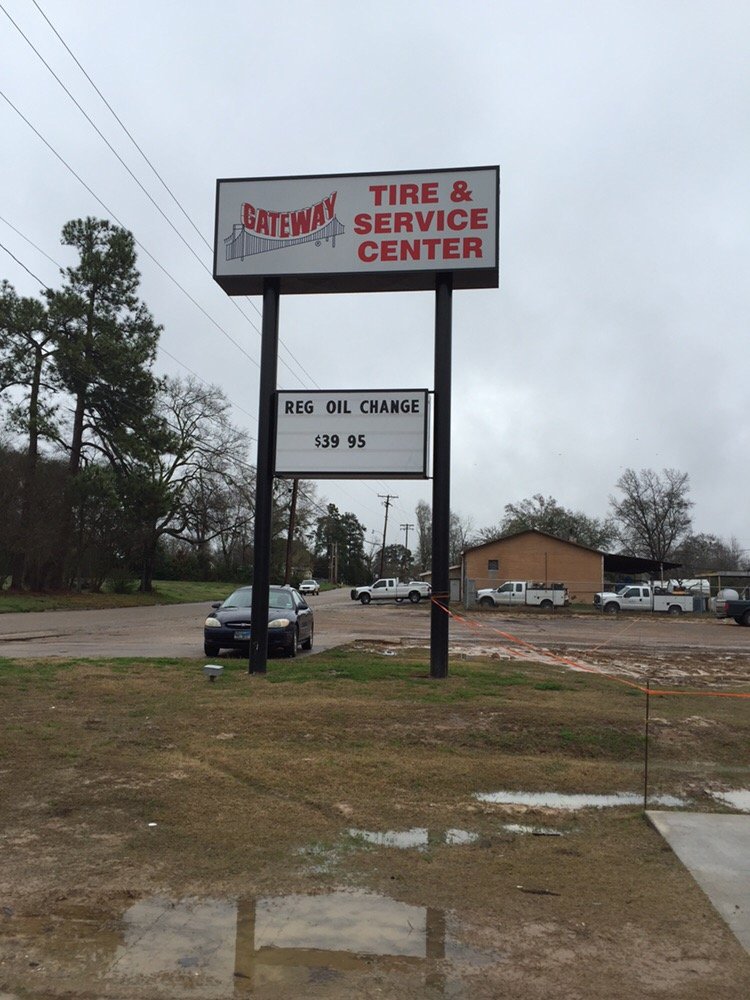 GATEWAY ®
TIRE &
SERVICE
CENTER
REG OIL CHANGE
$39 95